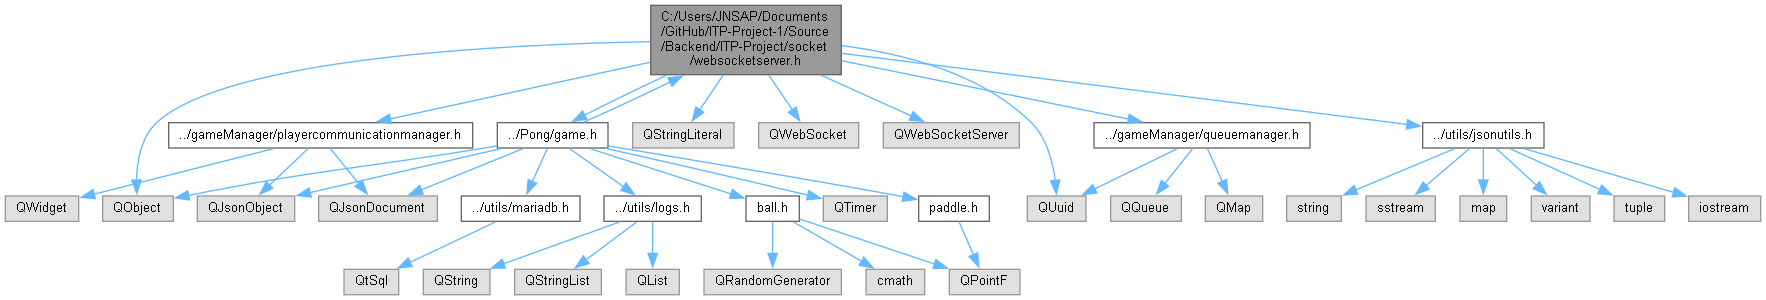 C:/Users/JNSAP/Documents
/GitHub/ITP-Project-1/Source
/Backend/ITP-Project/socket
/websocketserver.h
../gameManager/playercommunicationmanager.h
../Pong/game.h
QStringLiteral
QWebSocket
QWebSocketServer
../gameManager/queuemanager.h
../utils/jsonutils.h
QWidget
QObject
QJsonObject
QJsonDocument
../utils/mariadb.h
../utils/logs.h
ball.h
QTimer
paddle.h
QUuid
QQueue
QMap
string
sstream
map
variant
tuple
iostream
QtSql
QString
QStringList
QList
QRandomGenerator
cmath
QPointF